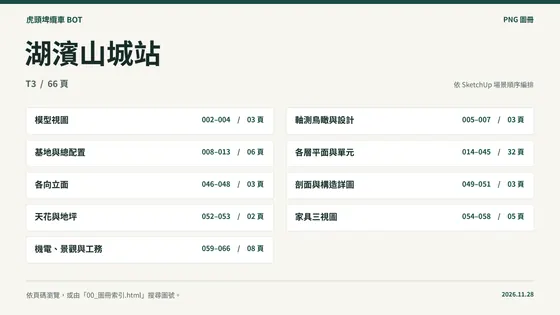 虎頭埤纜車 BOT
PNG 圖冊
湖濱山城站
T3 / 66 頁
依 SketchUp 場景順序編排
模型視圖 002–004 / 03 頁
軸測鳥瞰與設計 005–007 / 03 頁
基地與總配置 008–013 / 06 頁
各層平面與單元 014–045 / 32 頁
各向立面 046–048 / 03 頁
剖面與構造詳圖 049–051 / 03 頁
天花與地坪 052–053 / 02 頁
家具三視圖 054–058 / 05 頁
機電、景觀與工務 059–066 / 08 頁
依頁碼瀏覽，或由「00_圖冊索引.html」搜尋圖號。
2026.11.28